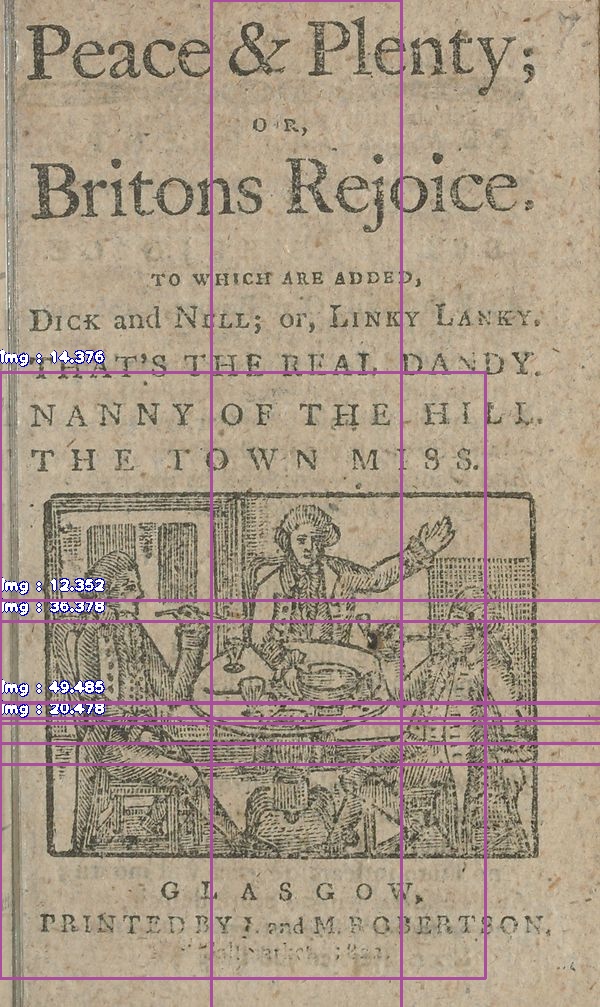 Peace & Plenty;
OR,
Britons Rejoice.
TO WHICH ARE ADDED,
DICK and NELL; or, LINKY LANKY.
THAT'S THE REAL DANDY.
NANNY OF THE HILL.
THE TOWN MISS.
GLASGOW,
PRINTED BY J. and M. ROBERTSON,
img : 14.376
img : 12.352
img : 36.378
img : 49.485
img : 20.478